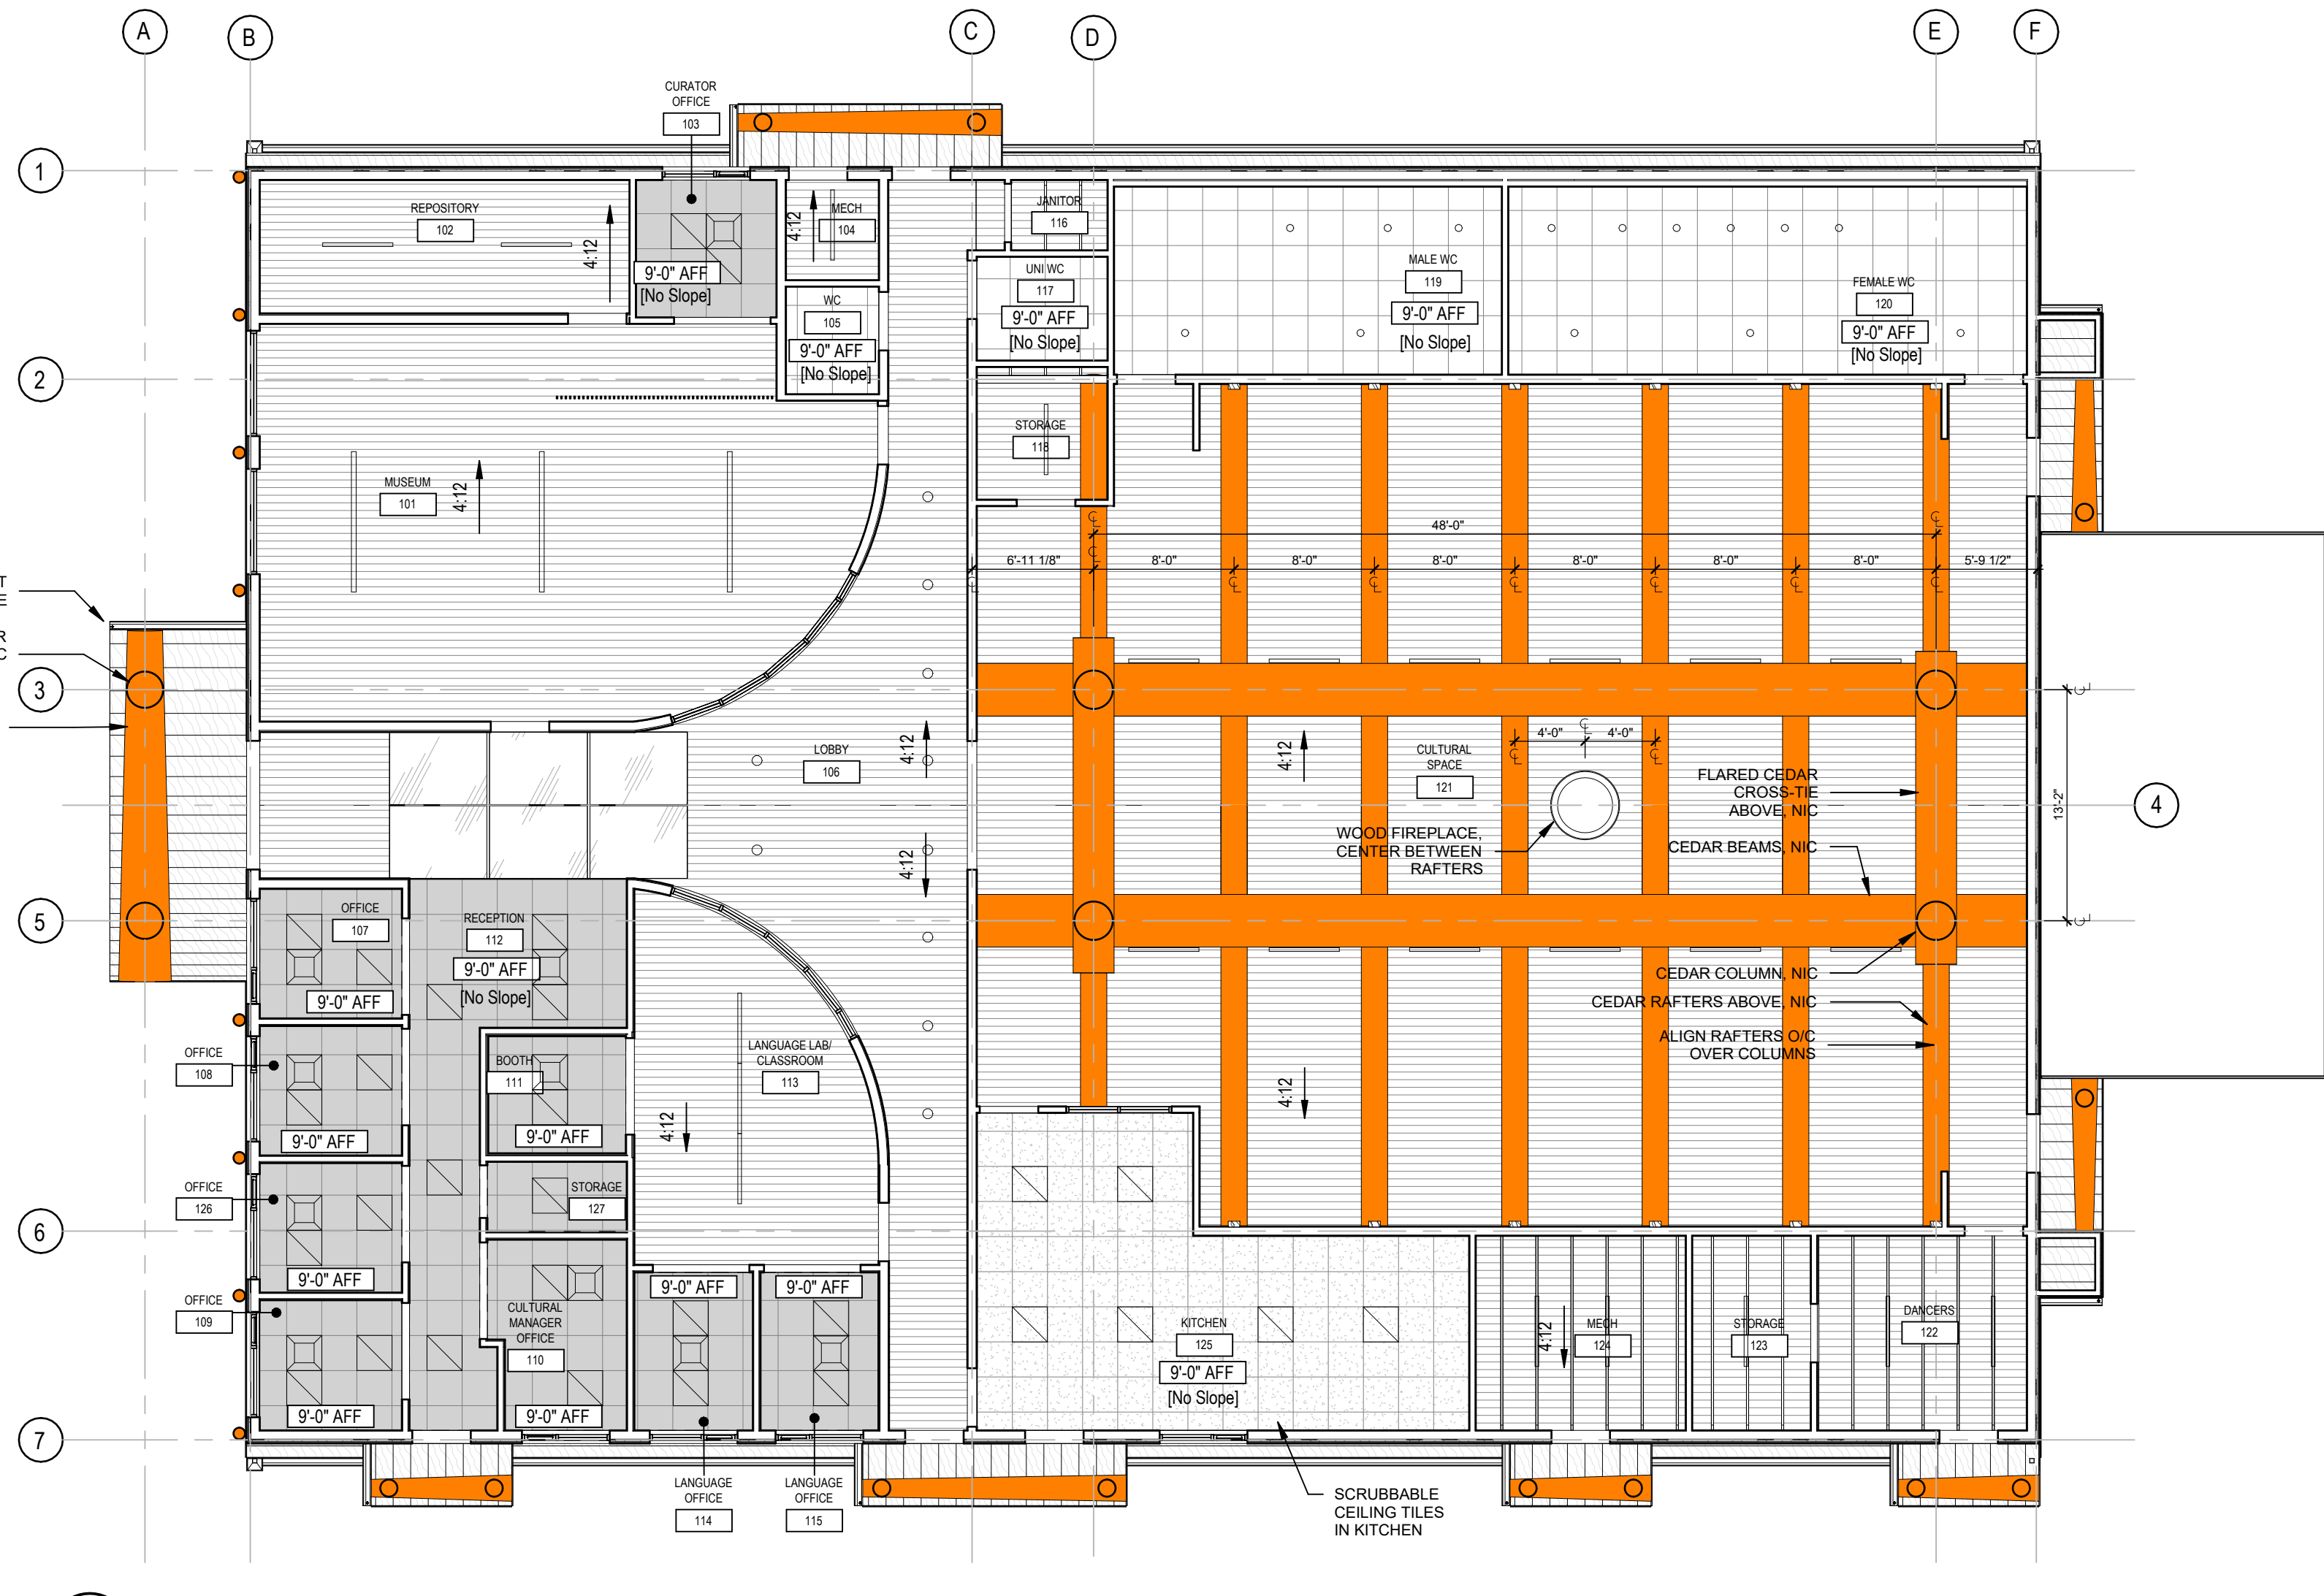 A
B
C
D
E
F
CURATOR
OFFICE
103
1
REPOSITORY
102
4:12
9'-0" AFF
[No Slope]
4:12
MECH
104
JANITOR
116
WC
105
9'-0" AFF
[No Slope]
UNI WC
117
9'-0" AFF
[No Slope]
MALE WC
119
9'-0" AFF
[No Slope]
FEMALE WC
120
9'-0" AFF
[No Slope]
2
STORAGE
118
MUSEUM
101
4:12
48'-0"
6'-11 1/8"
8'-0"
8'-0"
8'-0"
8'-0"
8'-0"
8'-0"
5'-9 1/2"
T
E
R
C
3
LOBBY
106
4:12
4:12
4:12
CULTURAL
SPACE
121
4'-0"
4'-0"
FLARED CEDAR
CROSS-TIE
ABOVE, NIC
13'-2"
4
WOOD FIREPLACE,
CENTER BETWEEN
RAFTERS
CEDAR BEAMS, NIC
5
OFFICE
107
9'-0" AFF
RECEPTION
112
9'-0" AFF
[No Slope]
CEDAR COLUMN, NIC
CEDAR RAFTERS ABOVE, NIC
ALIGN RAFTERS O/C
OVER COLUMNS
OFFICE
108
9'-0" AFF
BOOTH
111
9'-0" AFF
LANGUAGE LAB/
CLASSROOM
113
4:12
4:12
OFFICE
126
9'-0" AFF
STORAGE
127
6
OFFICE
109
9'-0" AFF
CULTURAL
MANAGER
OFFICE
110
9'-0" AFF
9'-0" AFF
9'-0" AFF
KITCHEN
125
9'-0" AFF
[No Slope]
4:12
MECH
124
STORAGE
123
DANCERS
122
7
LANGUAGE
OFFICE
114
LANGUAGE
OFFICE
115
SCRUBBABLE
CEILING TILES
IN KITCHEN